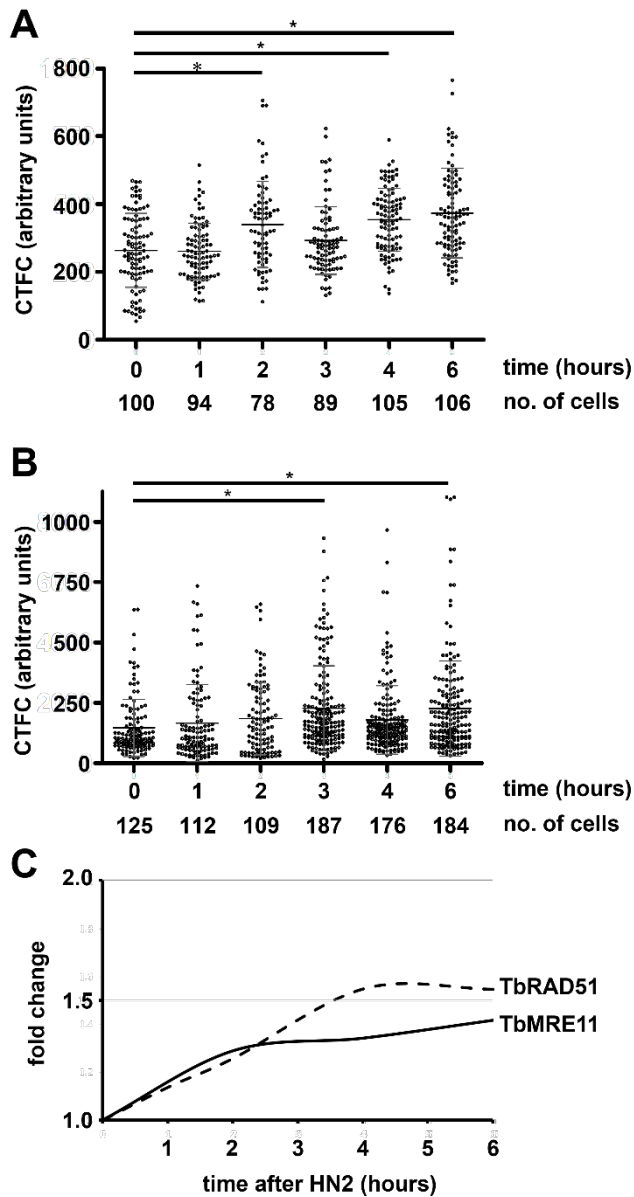 A
*
*
*
800
600
400
200
0
CTFC (arbitrary units)
0 1 2 3 4 6 time (hours)
100 94 78 89 105 106 no. of cells
B
*
*
1000
750
500
250
0
CTFC (arbitrary units)
0 1 2 3 4 6 time (hours)
125 112 109 187 176 184 no. of cells
C
2.0
1.5
1.0
fold change
TbRAD51
TbMRE11
1 2 3 4 5 6
time after HN2 (hours)